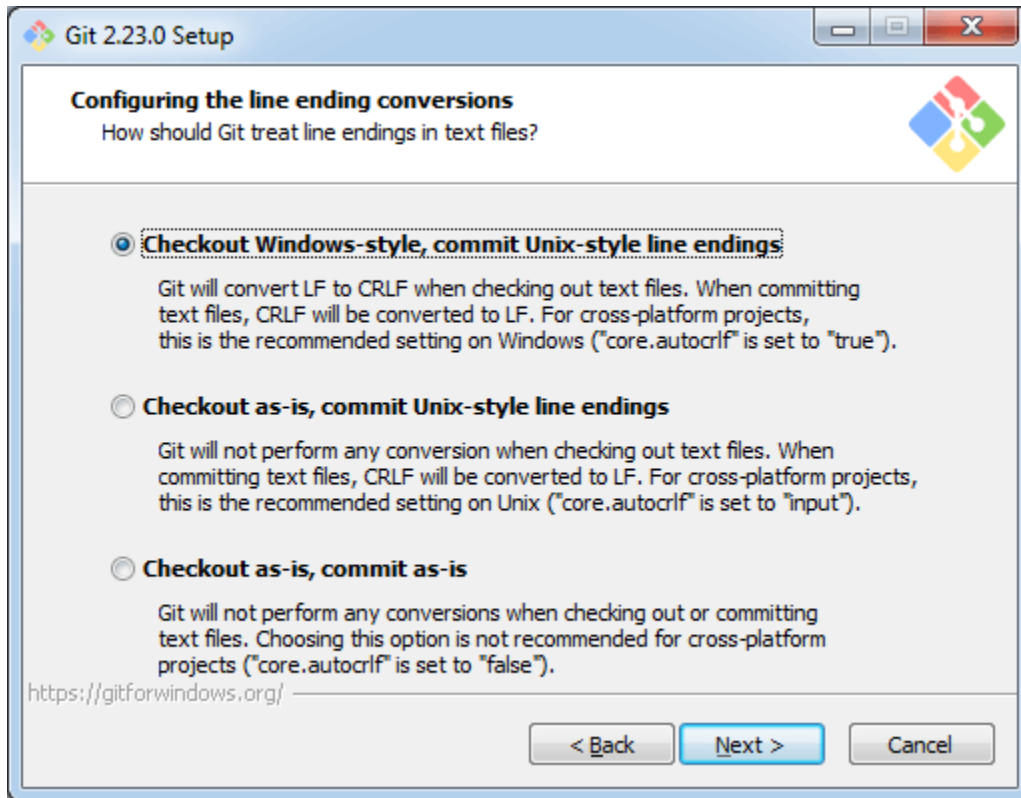 Git 2.23.0 Setup
Configuring the line ending conversions
How should Git treat line endings in text files?
Checkout Windows-style, commit Unix-style line endings
Git will convert LF to CRLF when checking out text files. When committing
text files, CRLF will be converted to LF. For cross-platform projects,
this is the recommended setting on Windows ("core.autocrlf" is set to "true").
Checkout as-is, commit Unix-style line endings
Git will not perform any conversion when checking out text files. When
committing text files, CRLF will be converted to LF. For cross-platform projects,
this is the recommended setting on Unix ("core.autocrlf" is set to "input").
Checkout as-is, commit as-is
Git will not perform any conversions when checking out or committing
text files. Choosing this option is not recommended for cross-platform
projects ("core.autocrlf" is set to "false").
https://gitforwindows.org/
< Back
Next >
Cancel